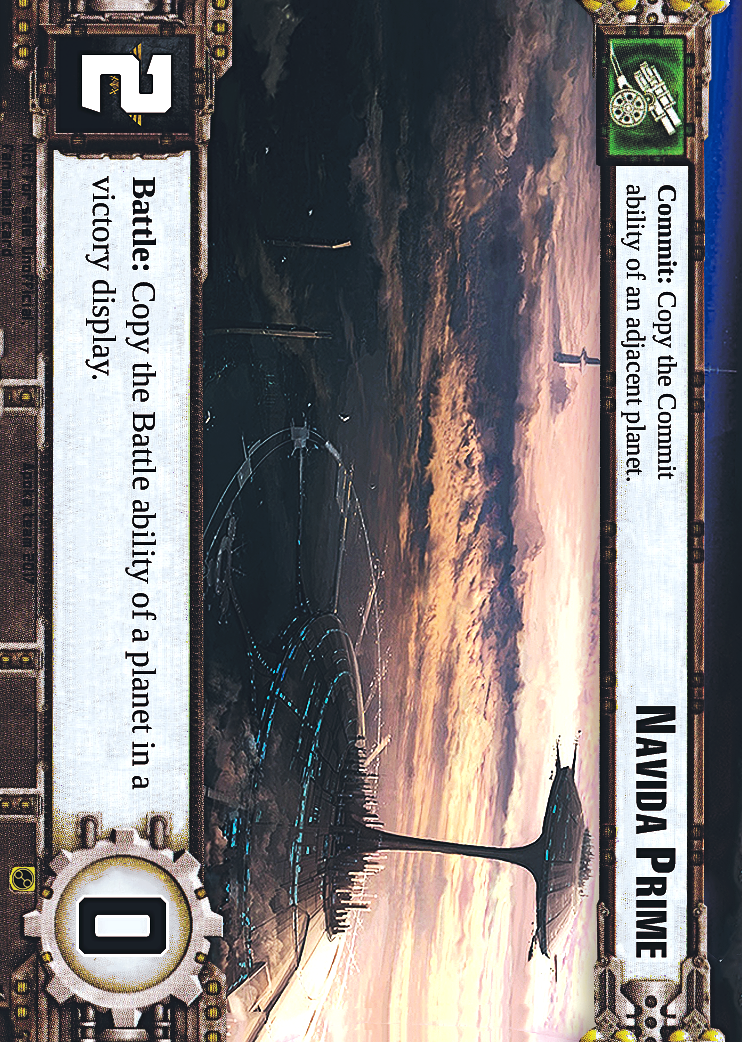 Commit: Copy the Commit
ability of an adjacent planet.
NAVIDA PRIME
2
Battle: Copy the Battle ability of a planet in a
victory display.
0